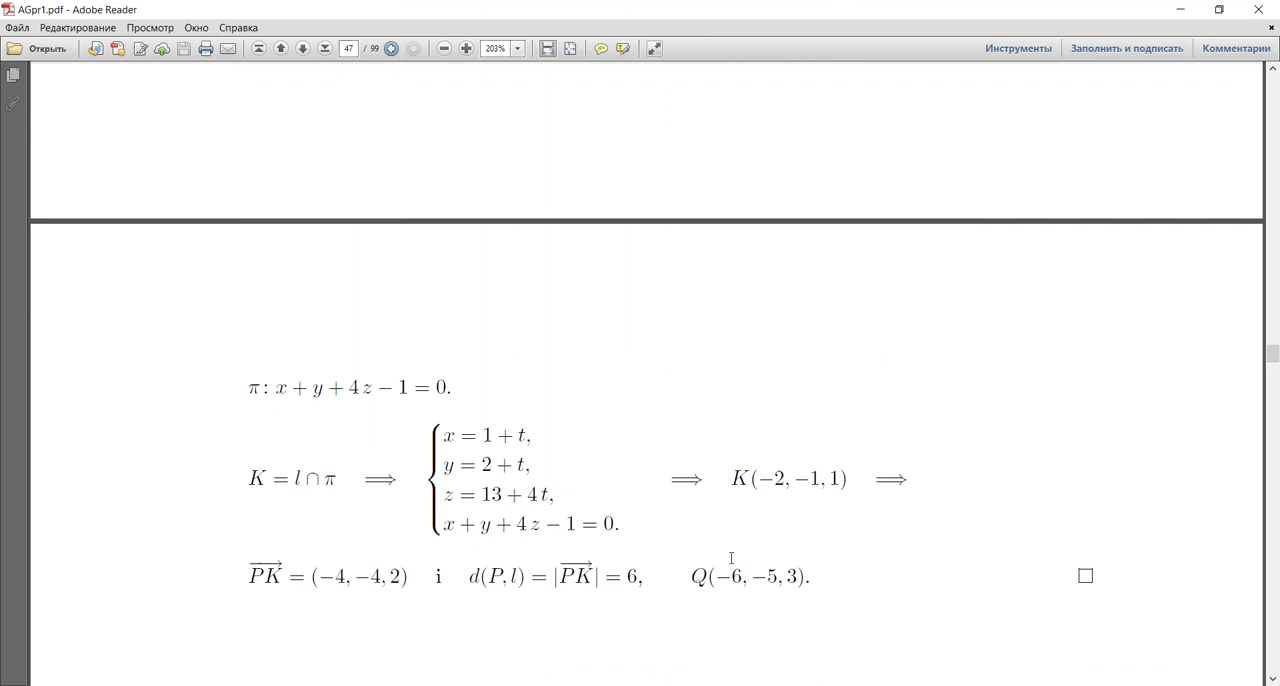 AGpr1.pdf - Adobe Reader
Файл Редактирование Просмотр Окно Справка
Открыть 47 / 99 203% Инструменты Заполнить и подписать Комментарии
π: x + y + 4 z − 1 = 0.
x = 1 + t,
y = 2 + t,
K = l ∩ π ⟹ ⟹ K(−2, −1, 1) ⟹
z = 13 + 4 t,
x + y + 4 z − 1 = 0.
\overrightarrow{PK} = (−4, −4, 2) і d(P, l) = |\overrightarrow{PK}| = 6, Q(−6, −5, 3). □